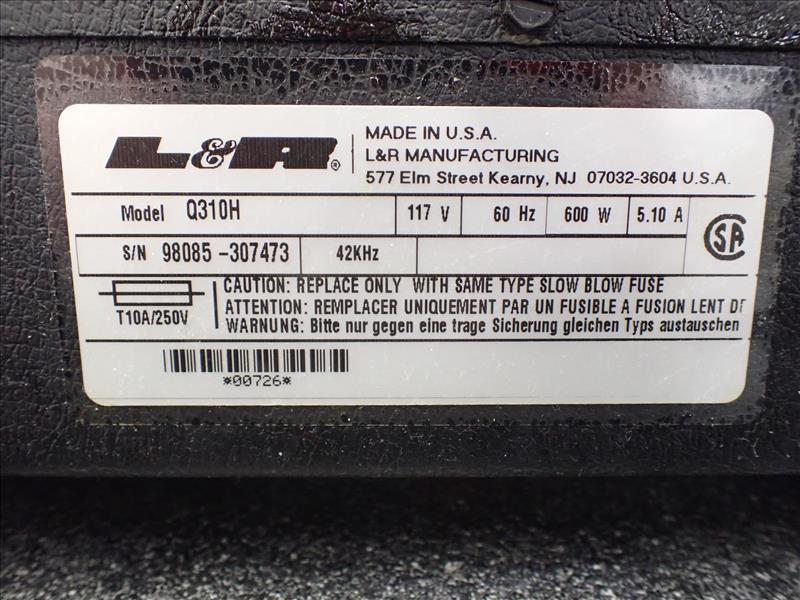 L&R®
MADE IN U.S.A.
L&R MANUFACTURING
577 Elm Street Kearny, NJ 07032-3604 U.S.A.
Model Q310H 117 V 60 Hz 600 W 5.10 A
S/N 98085-307473 42KHz
SA
CAUTION: REPLACE ONLY WITH SAME TYPE SLOW BLOW FUSE
ATTENTION: REMPLACER UNIQUEMENT PAR UN FUSIBLE A FUSION LENT DE
WARNUNG: Bitte nur gegen eine trage Sicherung gleichen Typs austauschen
T10A/250V
*00726*